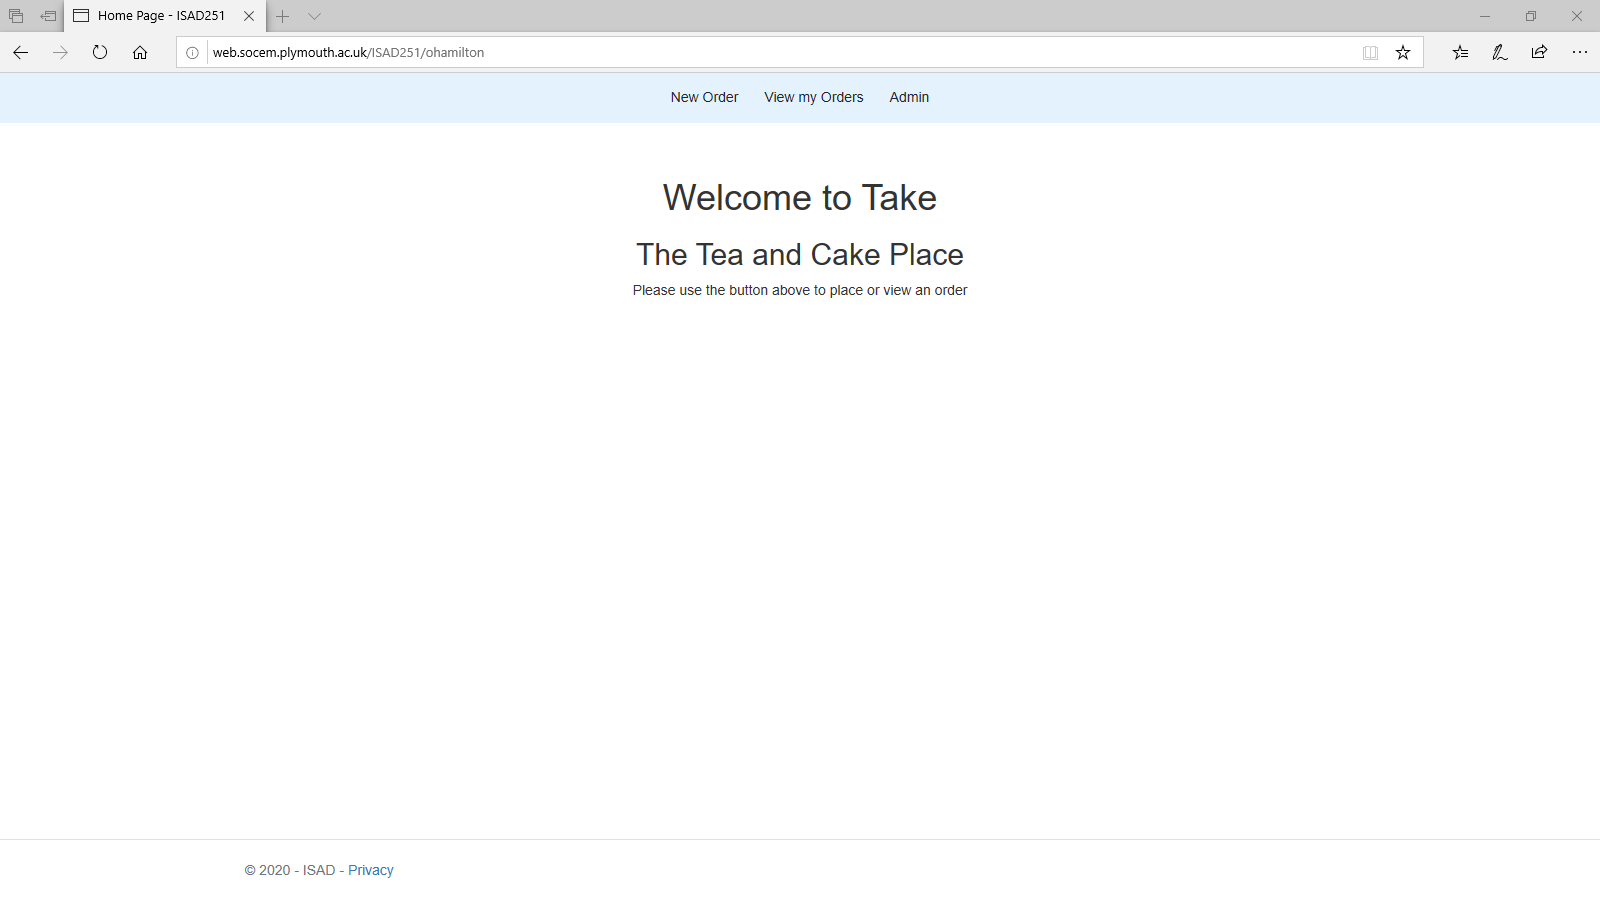 Home Page - ISAD251
web.socem.plymouth.ac.uk/ISAD251/ohamilton
New Order View my Orders Admin
Welcome to Take
The Tea and Cake Place
Please use the button above to place or view an order
© 2020 - ISAD - Privacy